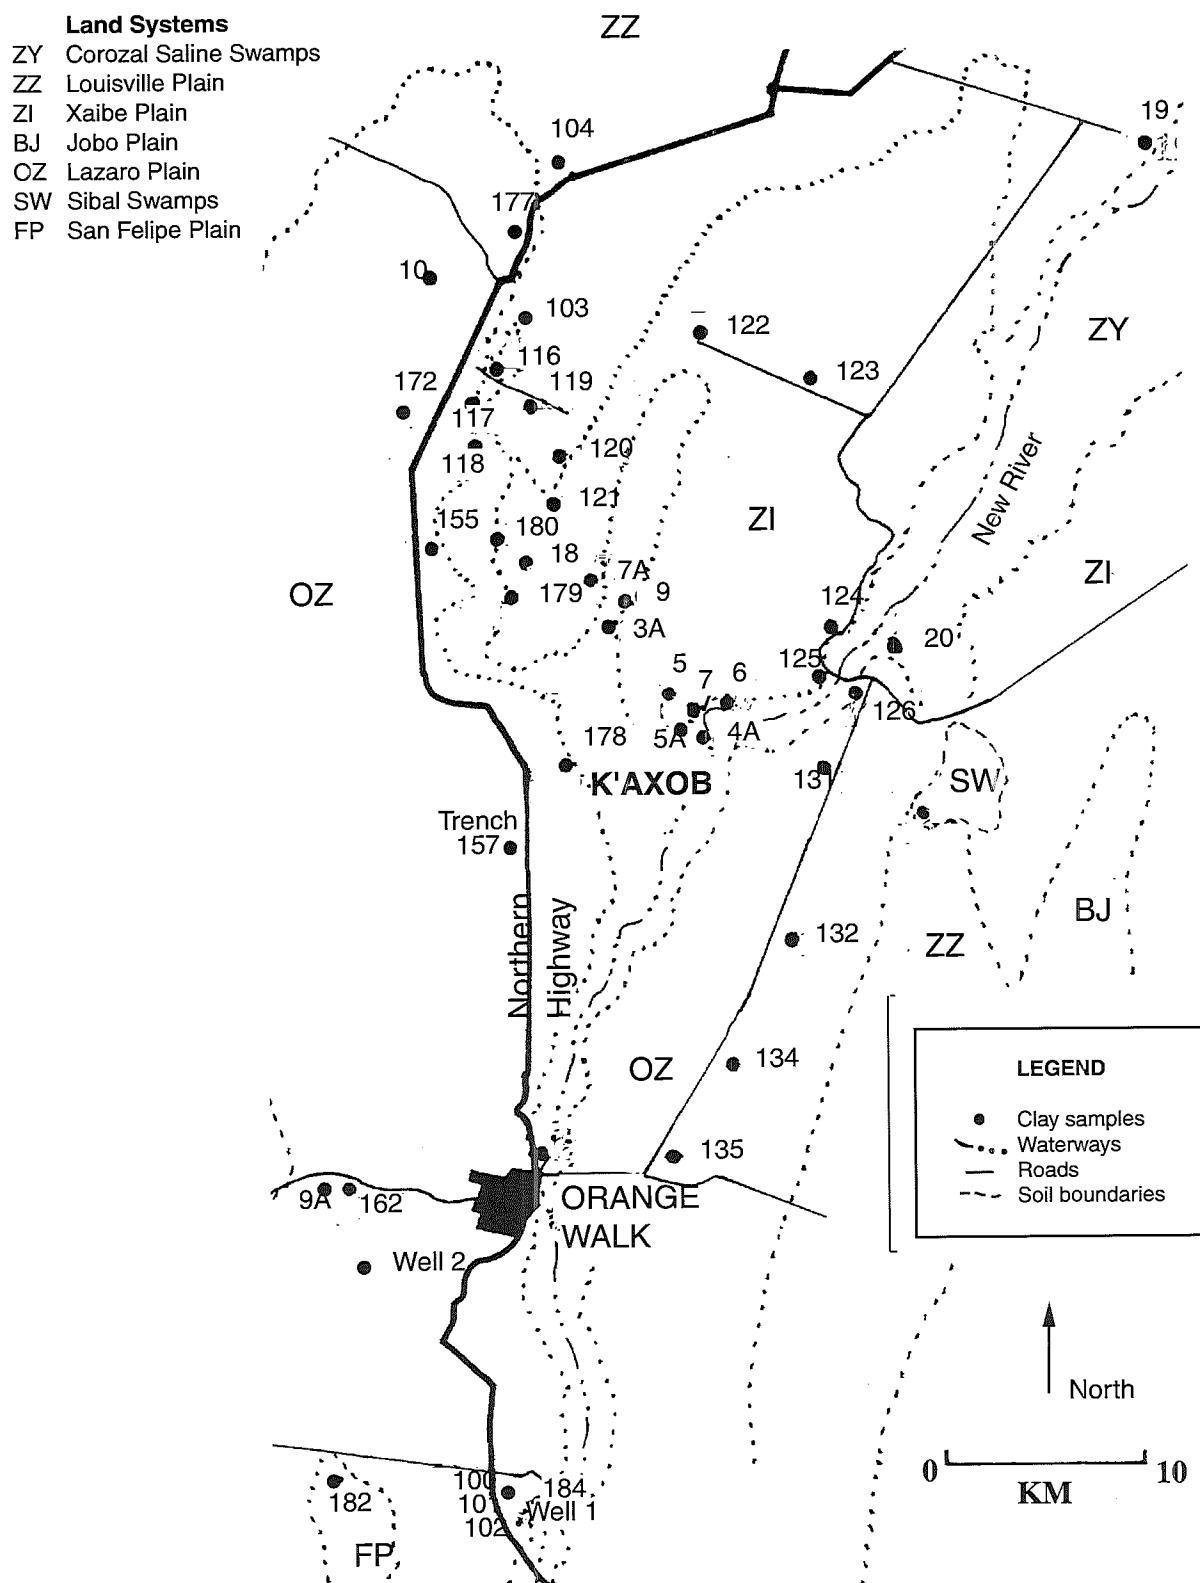 Land Systems
ZY Corozal Saline Swamps
ZZ Louisville Plain
ZI Xaibe Plain
BJ Jobo Plain
OZ Lazaro Plain
SW Sibal Swamps
FP San Felipe Plain
ZZ
19
104
177
10
103
ZY
122
116
123
119
172
117
120
118
121
New River
155
180
ZI
18
7A
ZI
OZ
179
9
124
3A
20
125
5
7
6
126
178
5A
4A
131
SW
K'AXOB
Trench
157
BJ
132
ZZ
Northern
Highway
134
OZ
LEGEND
Clay samples
Waterways
Roads
Soil boundaries
135
9A
162
ORANGE
WALK
Well 2
North
0
10
KM
100
184
101
Well 1
182
102
FP